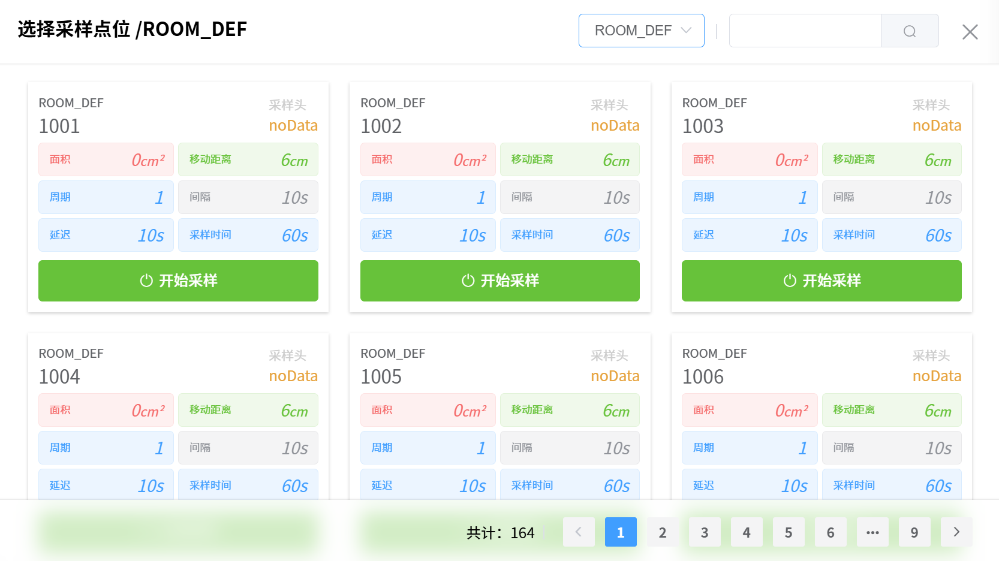 选择采样点位 /ROOM_DEF
ROOM_DEF
ROOM_DEF 采样头
1001 noData
面积 0cm² 移动距离 6cm
周期 1 间隔 10s
延迟 10s 采样时间 60s
开始采样
ROOM_DEF 采样头
1002 noData
面积 0cm² 移动距离 6cm
周期 1 间隔 10s
延迟 10s 采样时间 60s
开始采样
ROOM_DEF 采样头
1003 noData
面积 0cm² 移动距离 6cm
周期 1 间隔 10s
延迟 10s 采样时间 60s
开始采样
ROOM_DEF 采样头
1004 noData
面积 0cm² 移动距离 6cm
周期 1 间隔 10s
延迟 10s 采样时间 60s
ROOM_DEF 采样头
1005 noData
面积 0cm² 移动距离 6cm
周期 1 间隔 10s
延迟 10s 采样时间 60s
ROOM_DEF 采样头
1006 noData
面积 0cm² 移动距离 6cm
周期 1 间隔 10s
延迟 10s 采样时间 60s
共计：164 1 2 3 4 5 6 ••• 9